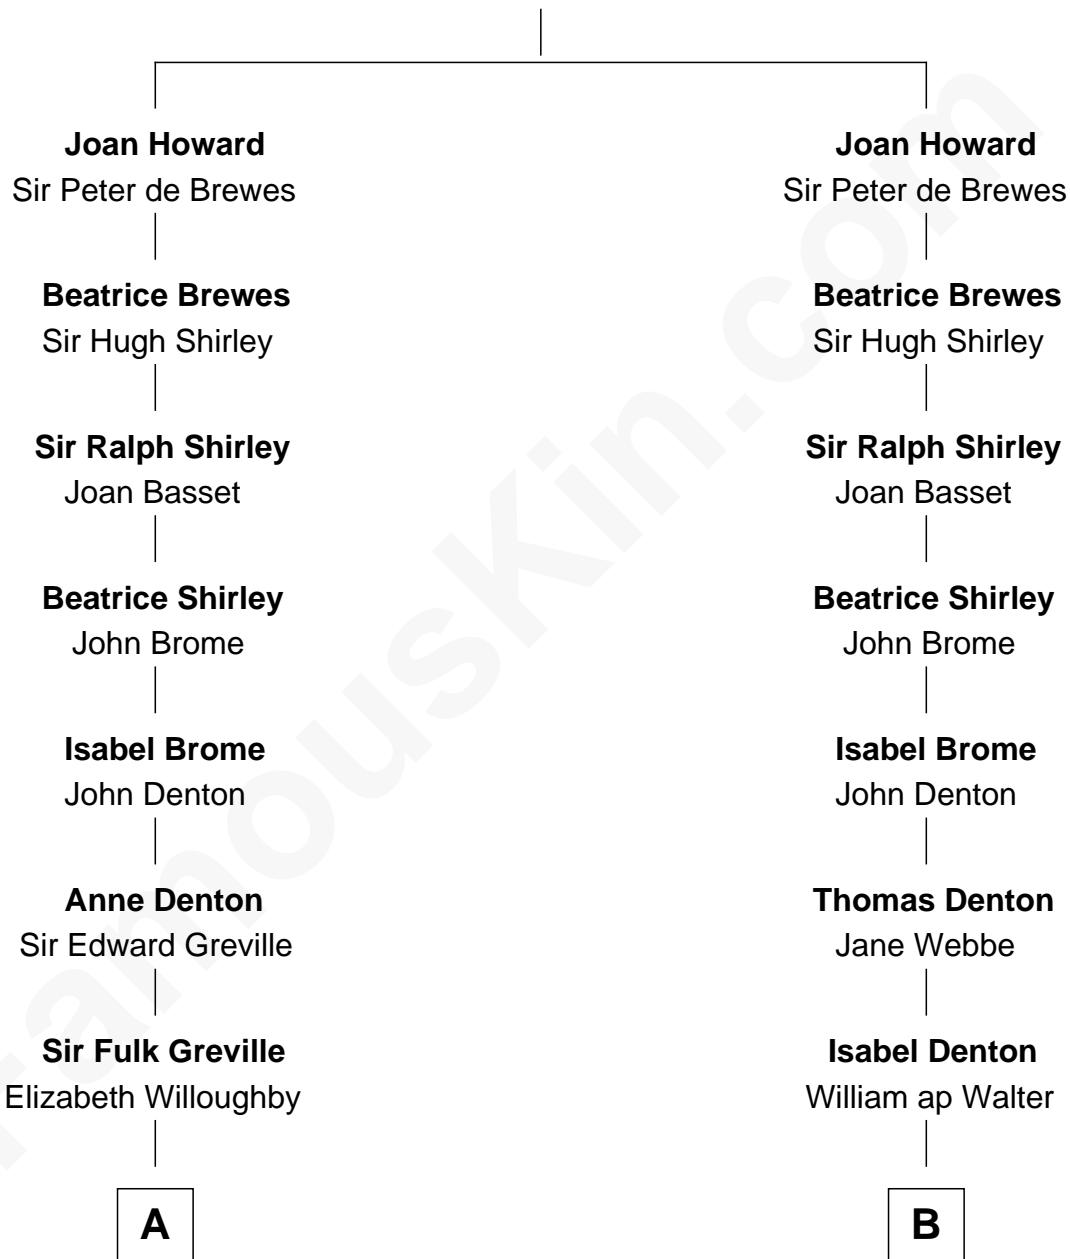 Joan Howard
Sir Peter de Brewes
Beatrice Brewes
Sir Hugh Shirley
Sir Ralph Shirley
Joan Basset
Beatrice Shirley
John Brome
Isabel Brome
John Denton
Anne Denton
Sir Edward Greville
Sir Fulk Greville
Elizabeth Willoughby
A
Joan Howard
Sir Peter de Brewes
Beatrice Brewes
Sir Hugh Shirley
Sir Ralph Shirley
Joan Basset
Beatrice Shirley
John Brome
Isabel Brome
John Denton
Thomas Denton
Jane Webbe
Isabel Denton
William ap Walter
B
FamousKin.com